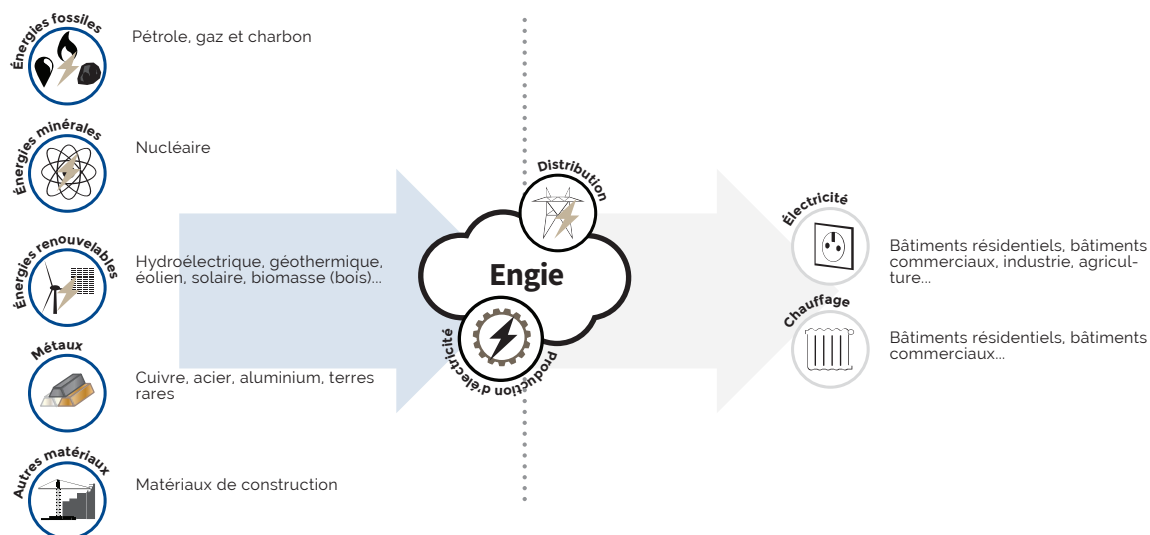 Énergies fossiles
Pétrole, gaz et charbon
Énergies minérales
Nucléaire
Énergies renouvelables
Hydroélectrique, géothermique,
éolien, solaire, biomasse (bois)...
Métaux
Cuivre, acier, aluminium, terres
rares
Autres matériaux
Matériaux de construction
Distribution
Engie
production d'électricité
Électricité
Bâtiments résidentiels, bâtiments
commerciaux, industrie, agricul-
ture...
Chauffage
Bâtiments résidentiels, bâtiments
commerciaux...